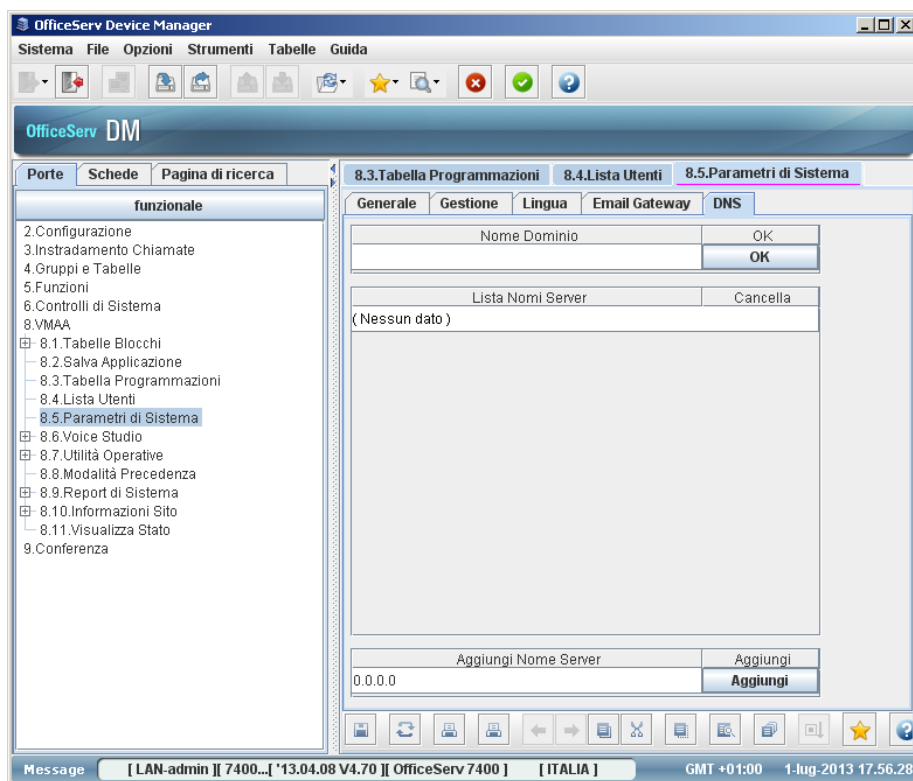 OfficeServ Device Manager
Sistema File Opzioni Strumenti Tabelle Guida
OfficeServ DM
Porte Schede Pagina di ricerca
funzionale
2.Configurazione
3.Instradamento Chiamate
4.Gruppi e Tabelle
5.Funzioni
6.Controlli di Sistema
8.VMAA
8.1.Tabelle Blocchi
8.2.Salva Applicazione
8.3.Tabella Programmazioni
8.4.Lista Utenti
8.5.Parametri di Sistema
8.6.Voice Studio
8.7.Utilità Operative
8.8.Modalità Precedenza
8.9.Report di Sistema
8.10.Informazioni Sito
8.11.Visualizza Stato
9.Conferenza
8.3.Tabella Programmazioni 8.4.Lista Utenti 8.5.Parametri di Sistema
Generale Gestione Lingua Email Gateway DNS
Nome Dominio OK
OK
Lista Nomi Server Cancella
( Nessun dato )
Aggiungi Nome Server Aggiungi
0.0.0.0 Aggiungi
Message [ LAN-admin ][ 7400...[ '13.04.08 V4.70 ][ OfficeServ 7400 ] [ ITALIA ] GMT +01:00 1-lug-2013 17.56.28